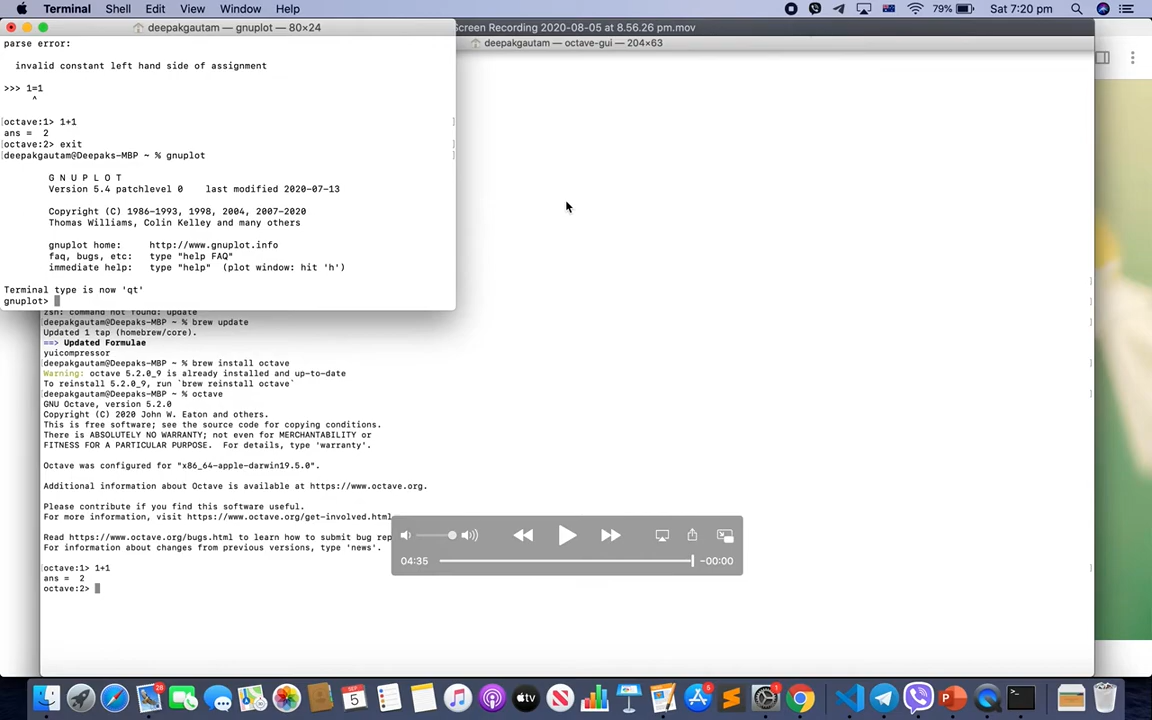 Terminal Shell Edit View Window Help
79% Sat 7:20 pm
deepakgautam — gnuplot — 80×24
Screen Recording 2020-08-05 at 8.56.26 pm.mov
deepakgautam — octave-gui — 204×63
parse error:
invalid constant left hand side of assignment
>>> 1=1
^
octave:1> 1+1
ans = 2
octave:2> exit
deepakgautam@Deepaks-MBP ~ % gnuplot
G N U P L O T
Version 5.4 patchlevel 0 last modified 2020-07-13
Copyright (C) 1986-1993, 1998, 2004, 2007-2020
Thomas Williams, Colin Kelley and many others
gnuplot home: http://www.gnuplot.info
faq, bugs, etc: type "help FAQ"
immediate help: type "help" (plot window: hit 'h')
Terminal type is now 'qt'
gnuplot>
zsh: command not found: update
deepakgautam@Deepaks-MBP ~ % brew update
Updated 1 tap (homebrew/core).
==> Updated Formulae
yuicompressor
deepakgautam@Deepaks-MBP ~ % brew install octave
Warning: octave 5.2.0_9 is already installed and up-to-date
To reinstall 5.2.0_9, run `brew reinstall octave`
deepakgautam@Deepaks-MBP ~ % octave
GNU Octave, version 5.2.0
Copyright (C) 2020 John W. Eaton and others.
This is free software; see the source code for copying conditions.
There is ABSOLUTELY NO WARRANTY; not even for MERCHANTABILITY or
FITNESS FOR A PARTICULAR PURPOSE. For details, type 'warranty'.
Octave was configured for "x86_64-apple-darwin19.5.0".
Additional information about Octave is available at https://www.octave.org.
Please contribute if you find this software useful.
For more information, visit https://www.octave.org/get-involved.html
Read https://www.octave.org/bugs.html to learn how to submit bug rep
For information about changes from previous versions, type 'news'.
octave:1> 1+1
ans = 2
octave:2>
04:35 -00:00
28
SEP
5
tv
5
1